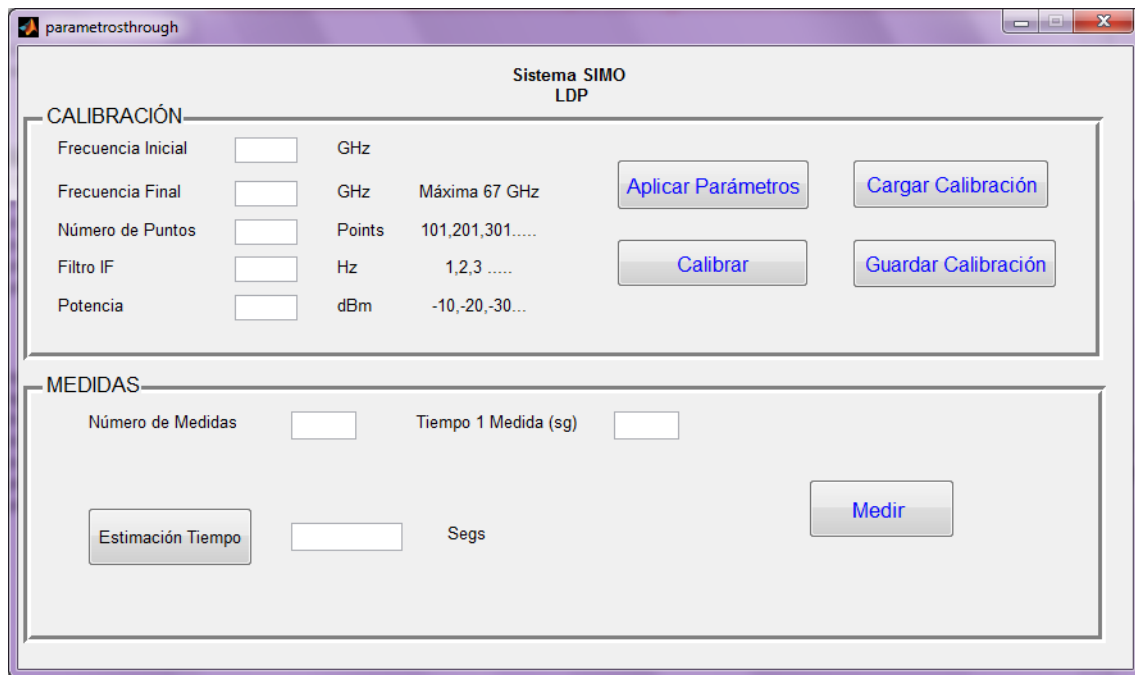 parametrosthrough
Sistema SIMO
LDP
CALIBRACIÓN
Frecuencia Inicial GHz
Frecuencia Final GHz Máxima 67 GHz
Número de Puntos Points 101,201,301.....
Filtro IF Hz 1,2,3 .....
Potencia dBm -10,-20,-30...
Aplicar Parámetros Cargar Calibración
Calibrar Guardar Calibración
MEDIDAS
Número de Medidas Tiempo 1 Medida (sg)
Estimación Tiempo Segs
Medir